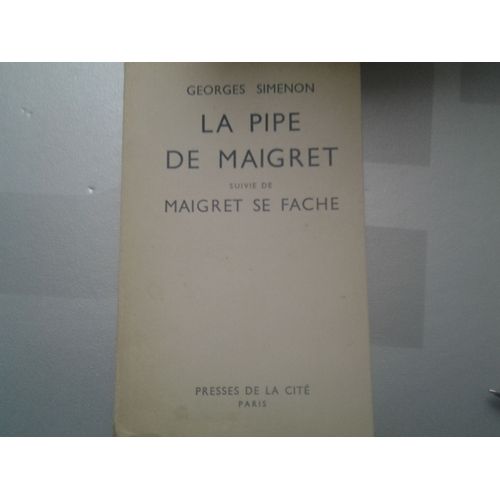 GEORGES SIMENON
LA PIPE
DE MAIGRET
SUIVIE DE
MAIGRET SE FACHE
PRESSES DE LA CITÉ
PARIS